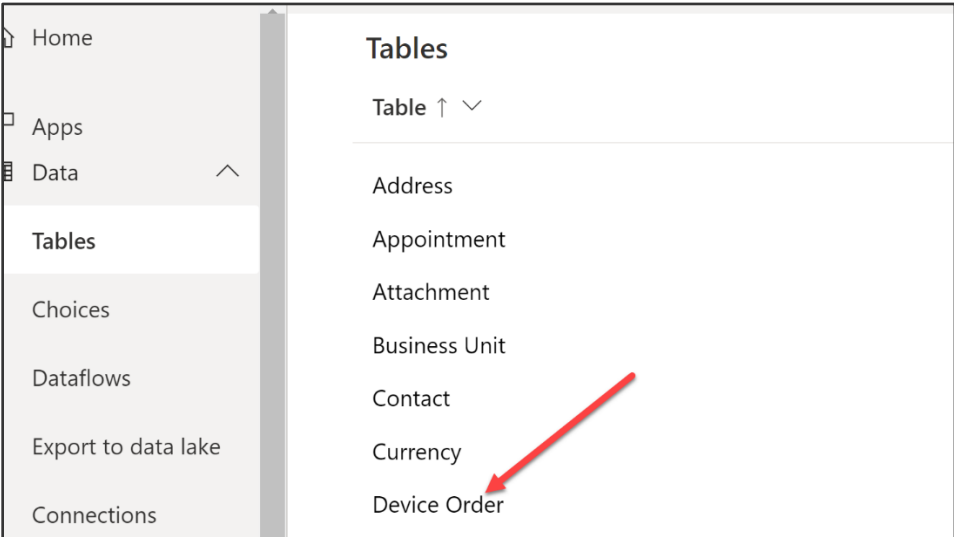 Home
Apps
Data
Tables
Choices
Dataflows
Export to data lake
Connections
Tables
Table ↑
Address
Appointment
Attachment
Business Unit
Contact
Currency
Device Order